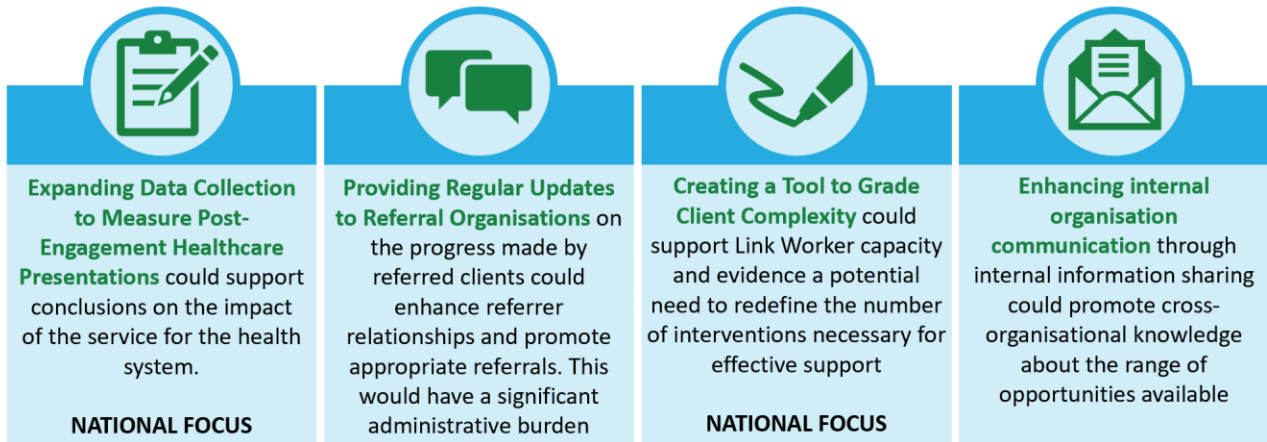 Expanding Data Collection
to Measure Post-
Engagement Healthcare
Presentations could support
conclusions on the impact
of the service for the health
system.
NATIONAL FOCUS
Providing Regular Updates
to Referral Organisations on
the progress made by
referred clients could
enhance referrer
relationships and promote
appropriate referrals. This
would have a significant
administrative burden
Creating a Tool to Grade
Client Complexity could
support Link Worker capacity
and evidence a potential
need to redefine the number
of interventions necessary for
effective support
NATIONAL FOCUS
Enhancing internal
organisation
communication through
internal information sharing
could promote cross-
organisational knowledge
about the range of
opportunities available